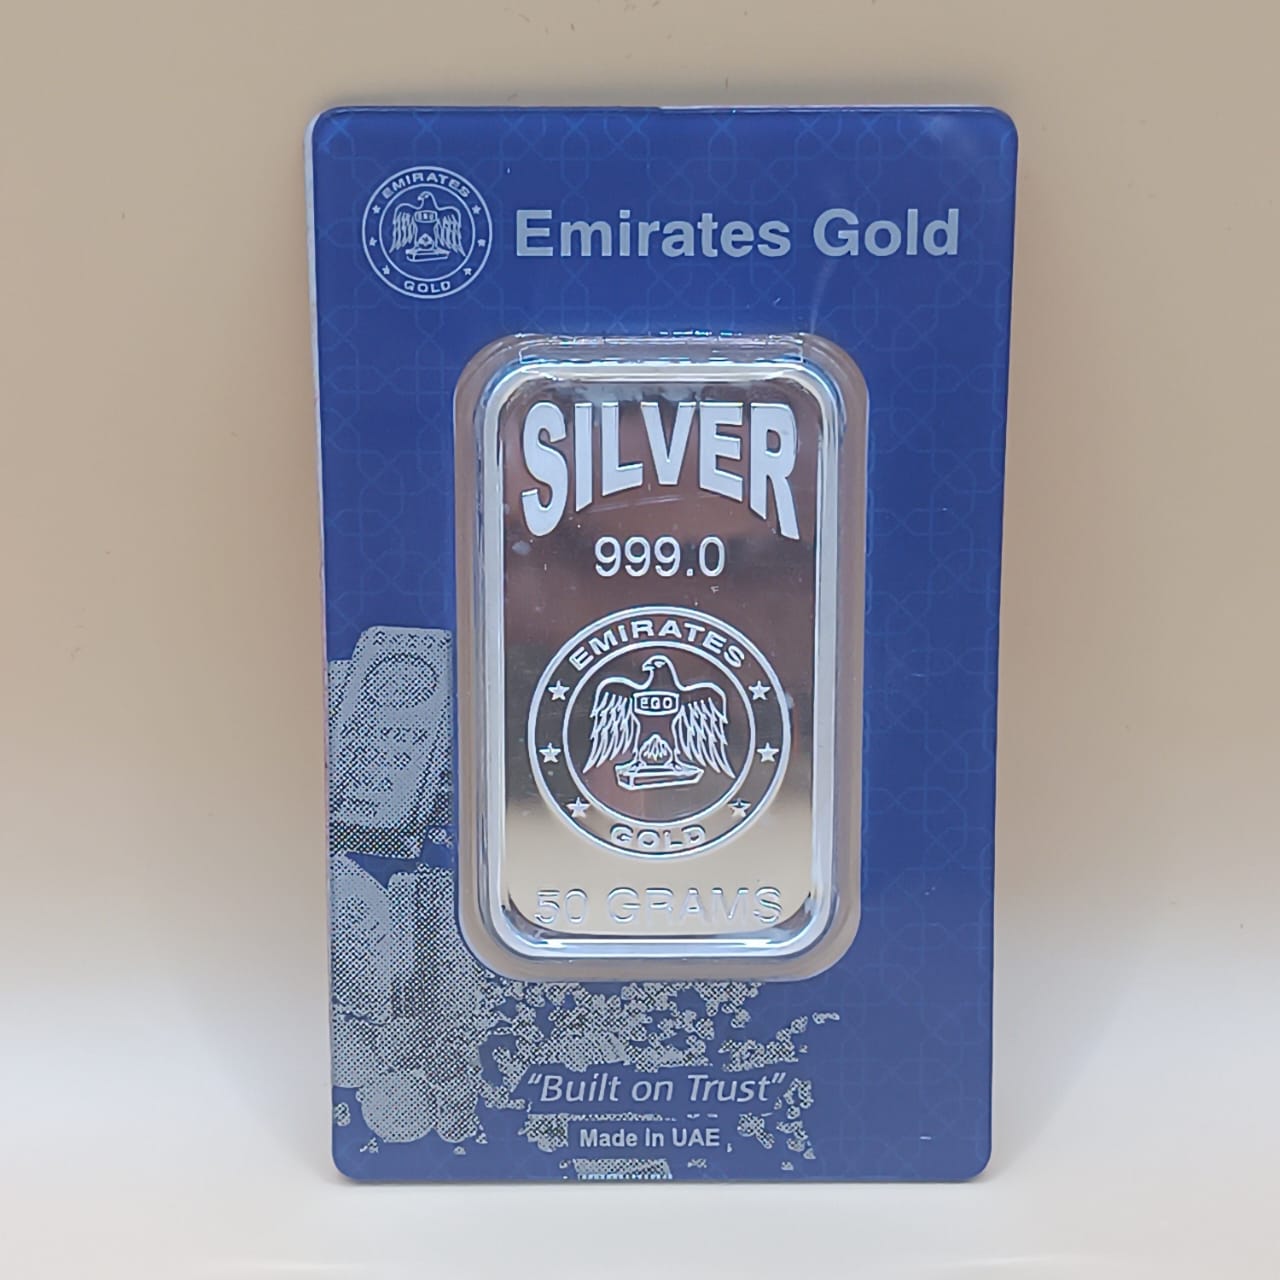 EMIRATES
GOLD
Emirates Gold
SILVER
999.0
EMIRATES
EGO
GOLD
50 GRAMS
"Built on Trust"
Made in UAE